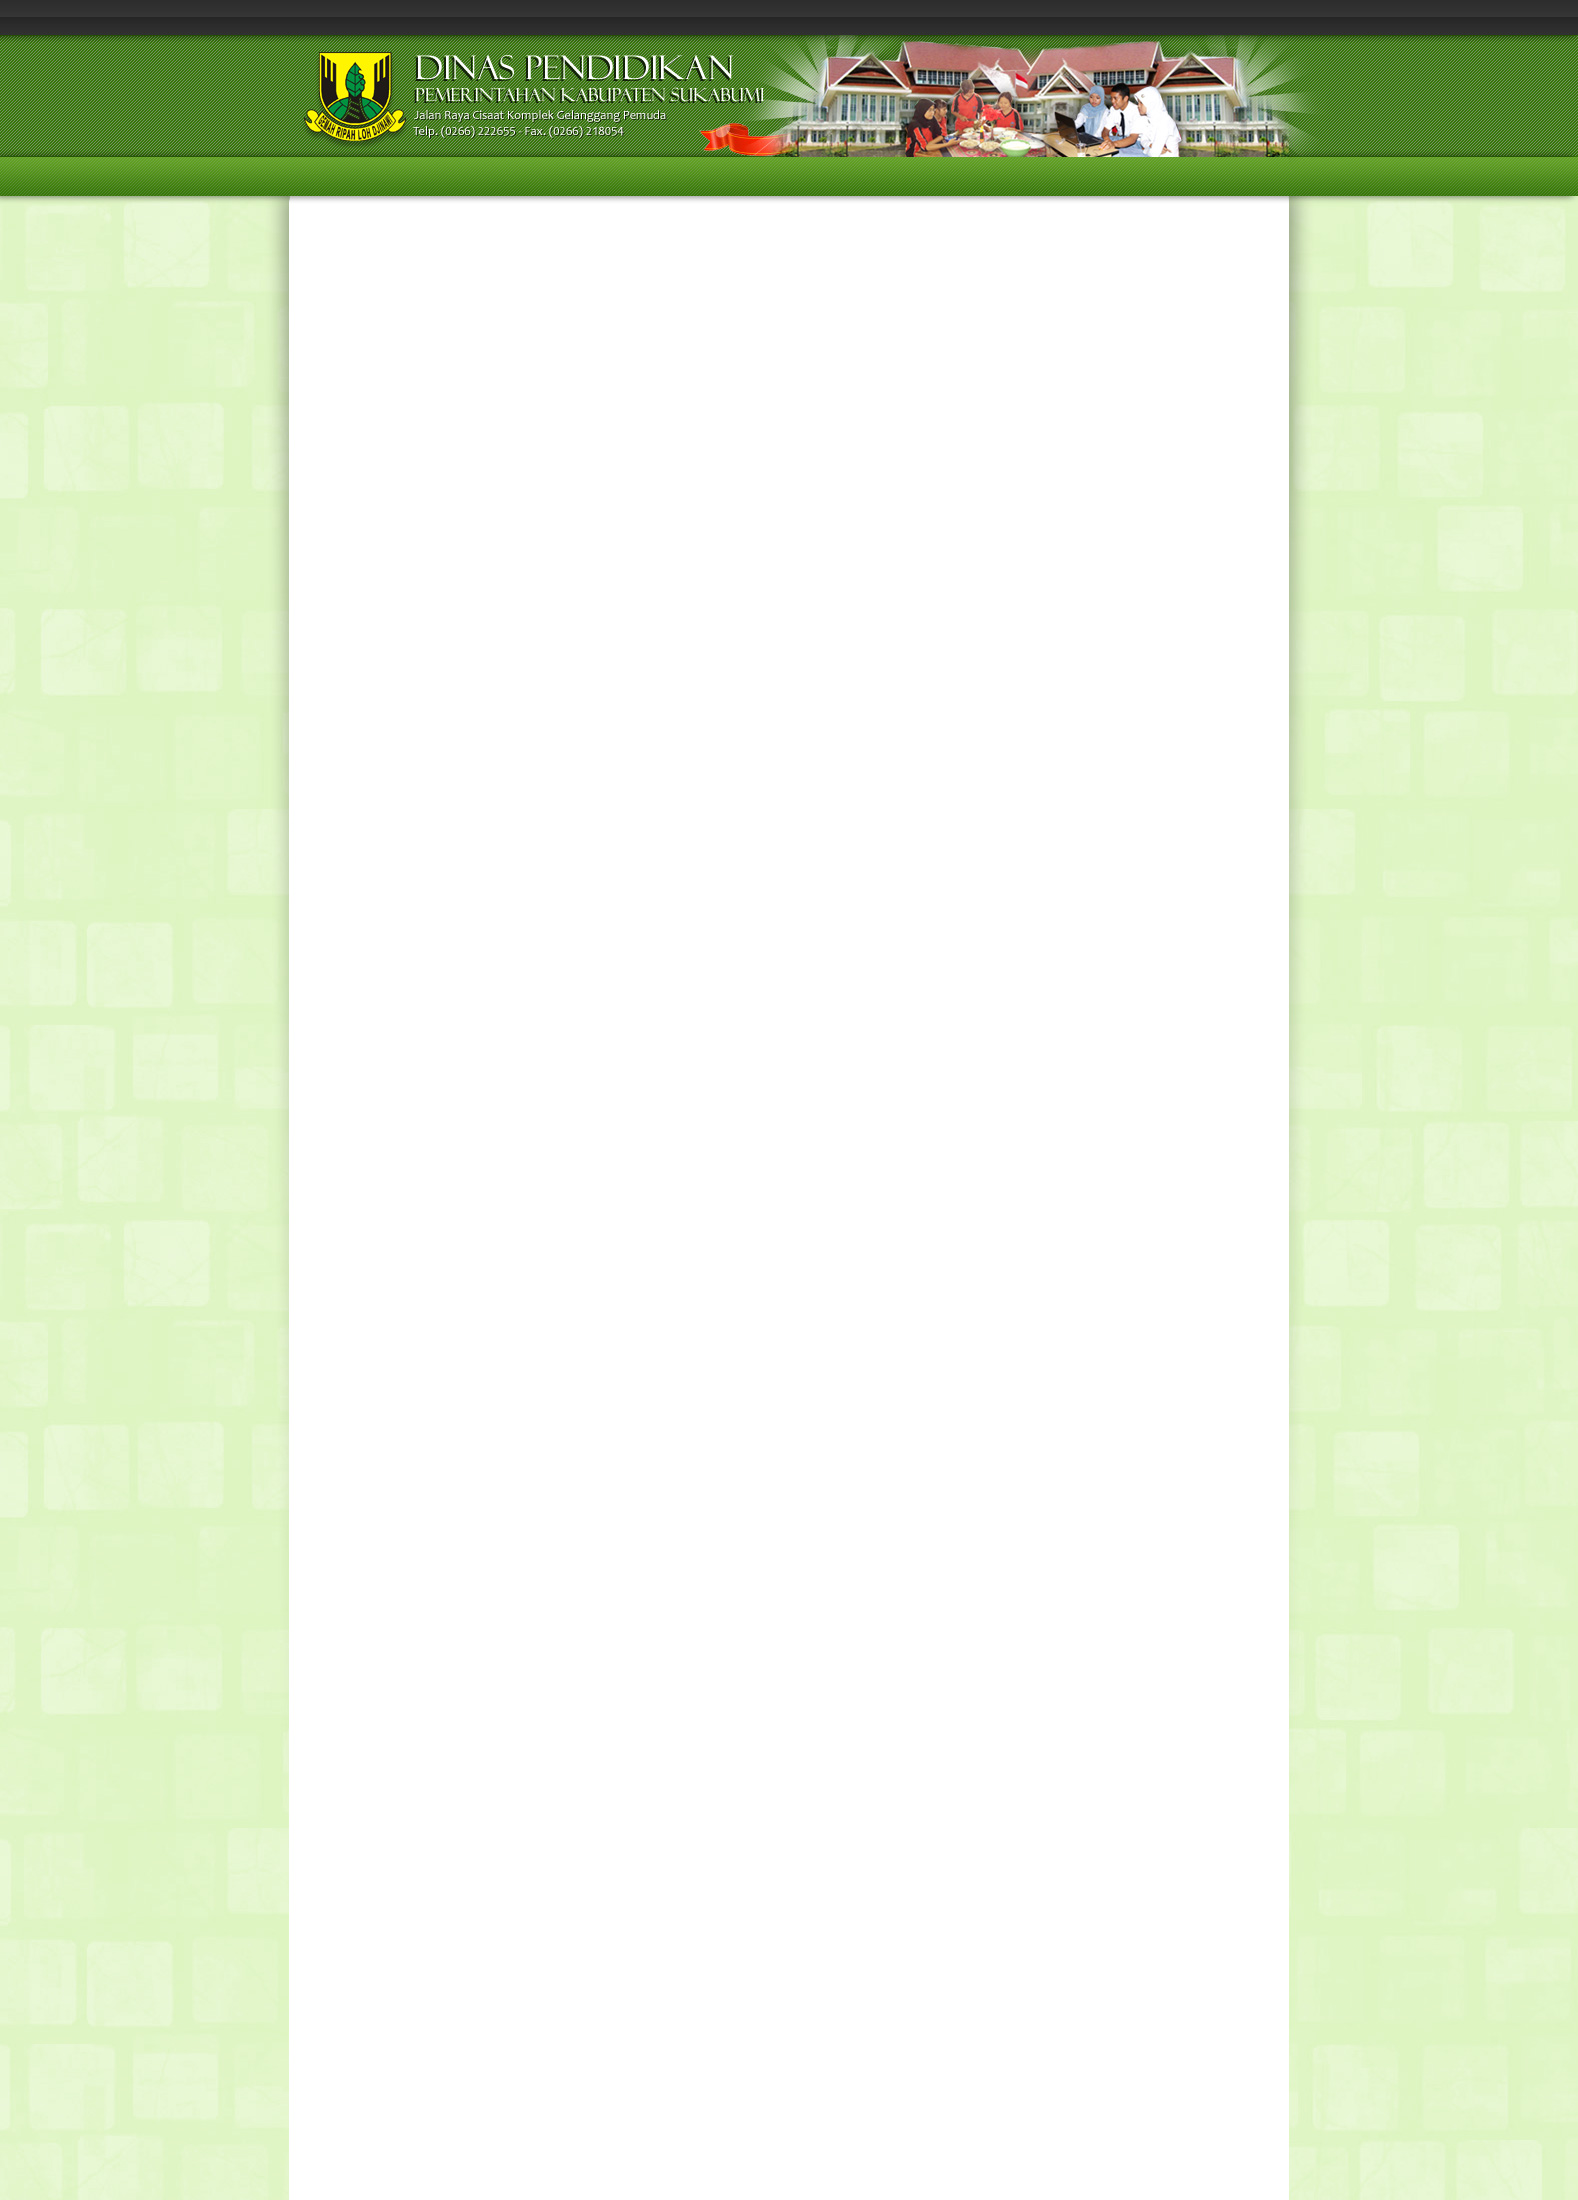 DINAS PENDIDIKAN
PEMERINTAHAN KABUPATEN SUKABUMI
Jalan Raya Cisaat Komplek Gelanggang Pemuda
Telp. (0266) 222655 - Fax. (0266) 218054
GEMAH RIPAH LOH DJINAWI